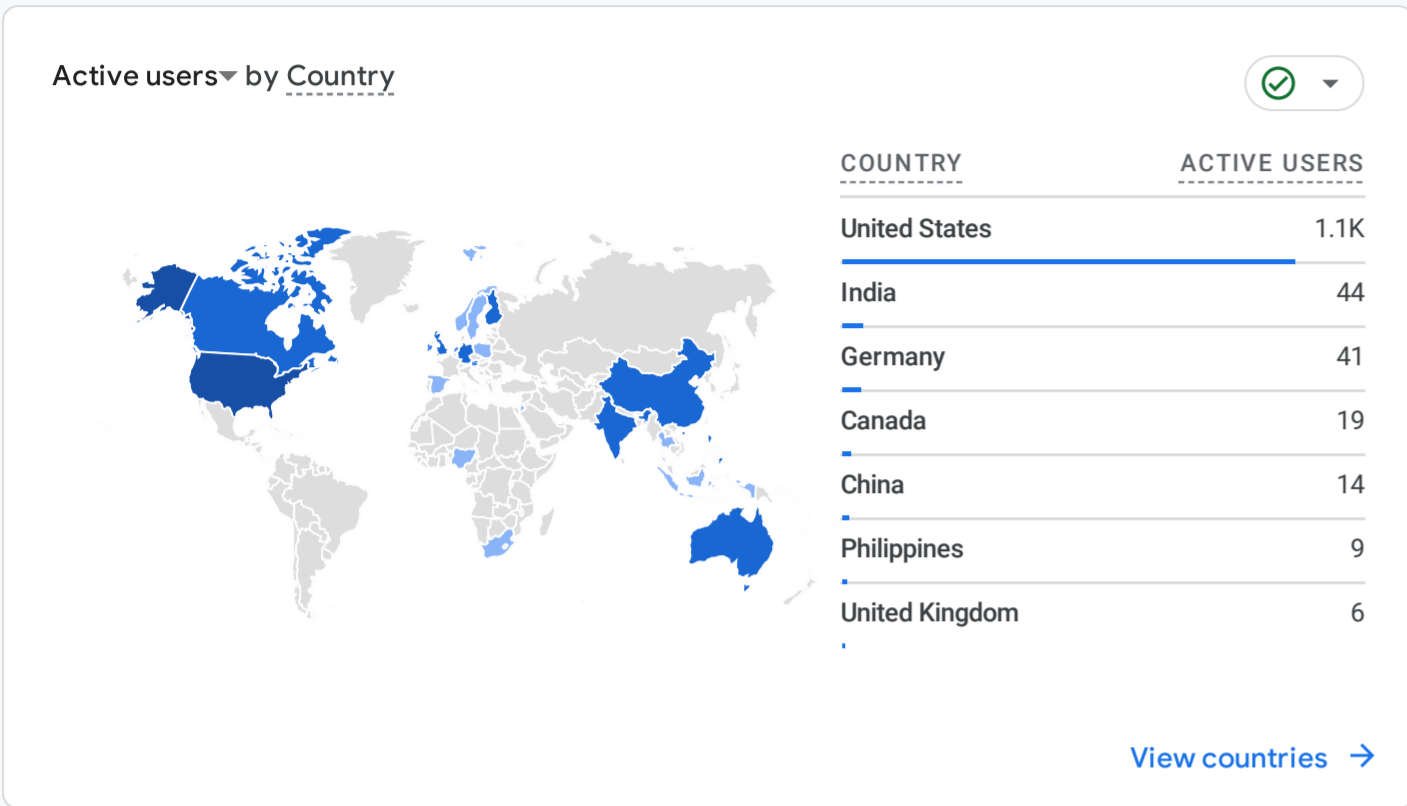 Active users by Country
COUNTRY ACTIVE USERS
United States 1.1K
India 44
Germany 41
Canada 19
China 14
Philippines 9
United Kingdom 6
View countries